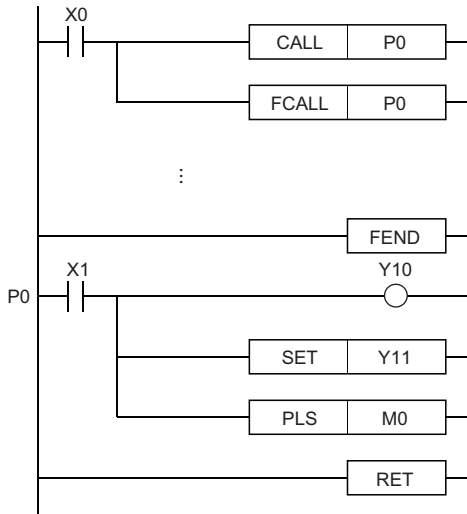 X0
CALL P0
FCALL P0
⋮
FEND
X1 Y10
P0
SET Y11
PLS M0
RET